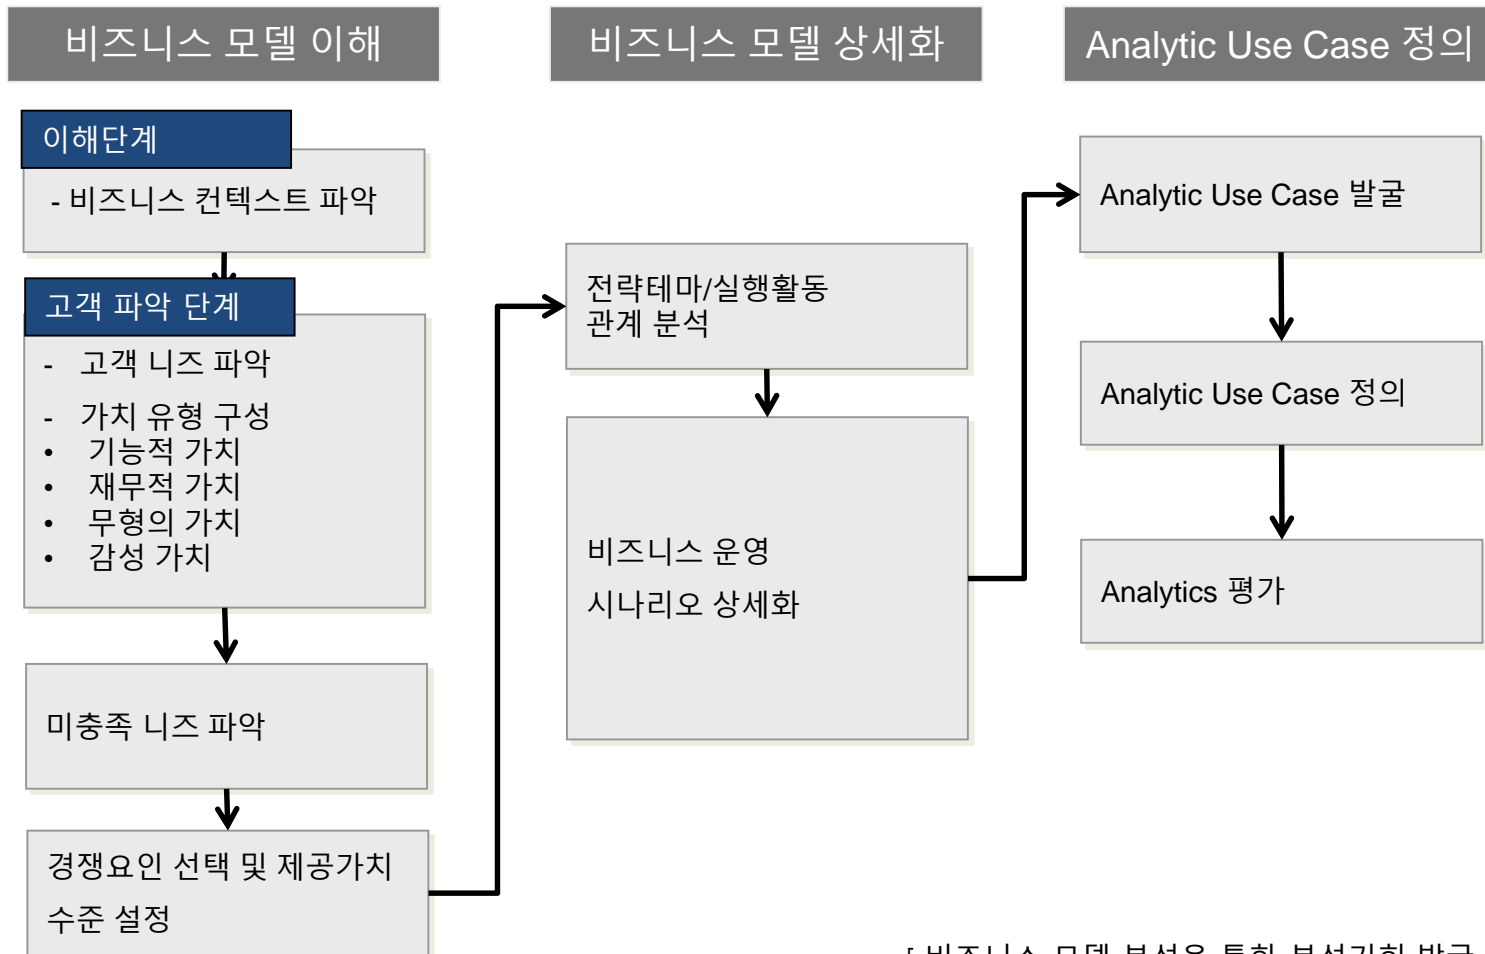 비즈니스 모델 이해
비즈니스 모델 상세화
Analytic Use Case 정의
이해단계
- 비즈니스 컨텍스트 파악
고객 파악 단계
- 고객 니즈 파악
- 가치 유형 구성
• 기능적 가치
• 재무적 가치
• 무형의 가치
• 감성 가치
미충족 니즈 파악
경쟁요인 선택 및 제공가치
수준 설정
전략테마/실행활동
관계 분석
비즈니스 운영
시나리오 상세화
Analytic Use Case 발굴
Analytic Use Case 정의
Analytics 평가